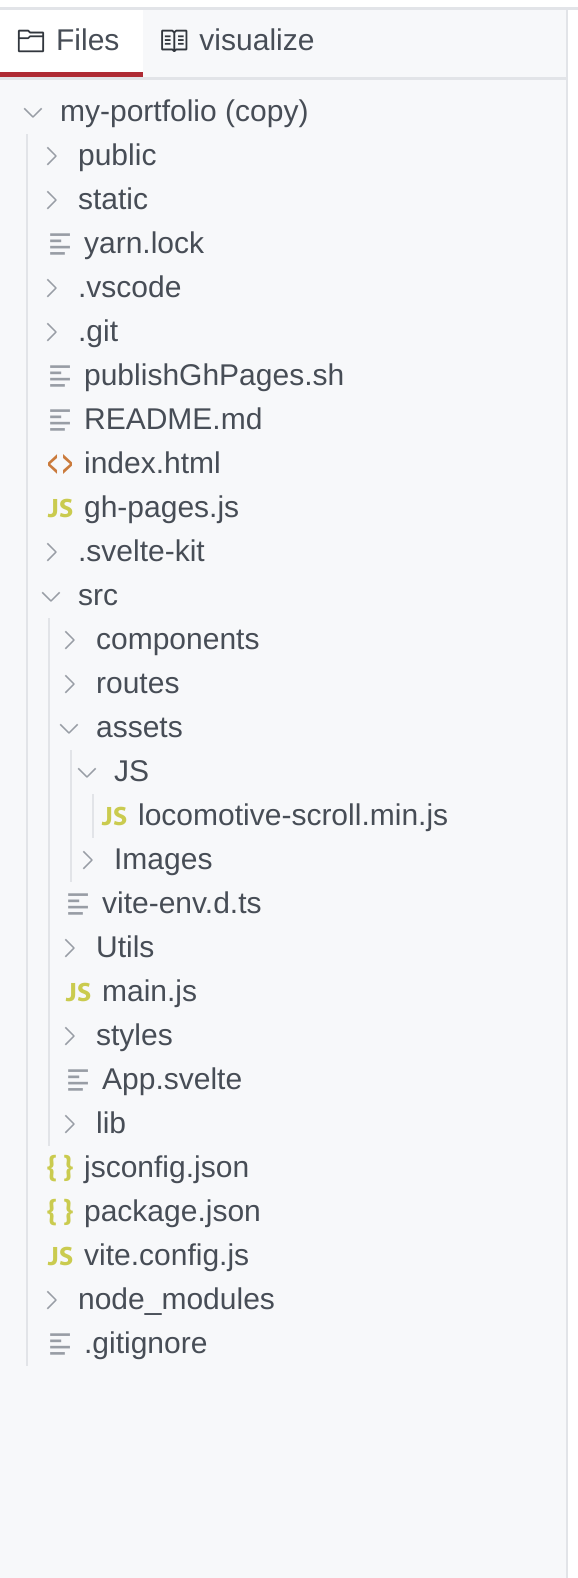 Files visualize
my-portfolio (copy)
public
static
yarn.lock
.vscode
.git
publishGhPages.sh
README.md
index.html
JS gh-pages.js
.svelte-kit
src
components
routes
assets
JS
JS locomotive-scroll.min.js
Images
vite-env.d.ts
Utils
JS main.js
styles
App.svelte
lib
{ } jsconfig.json
{ } package.json
JS vite.config.js
node_modules
.gitignore